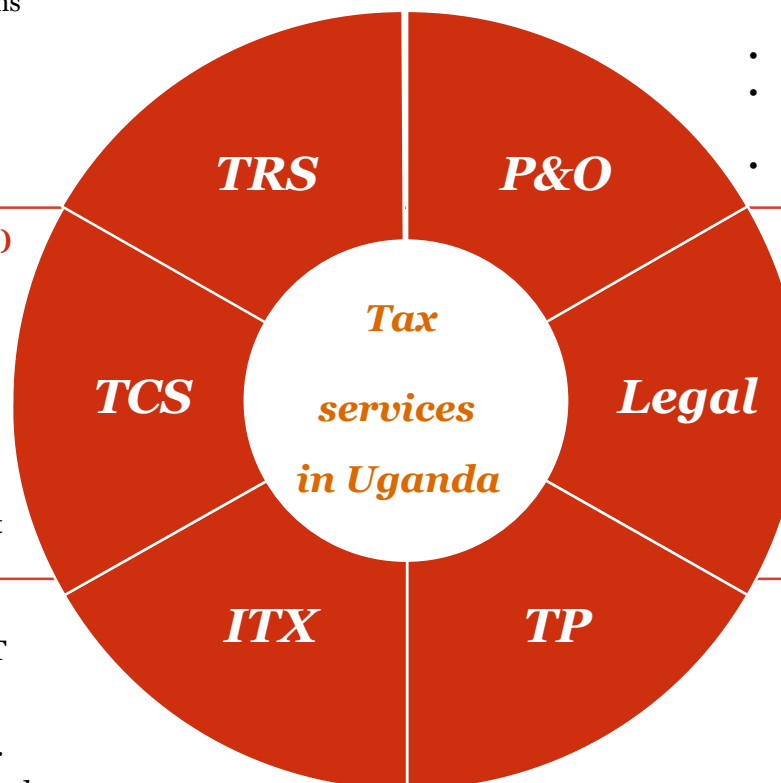 TRS
P&O
)
TCS
Tax
services
in Uganda
Legal
ITX
TP